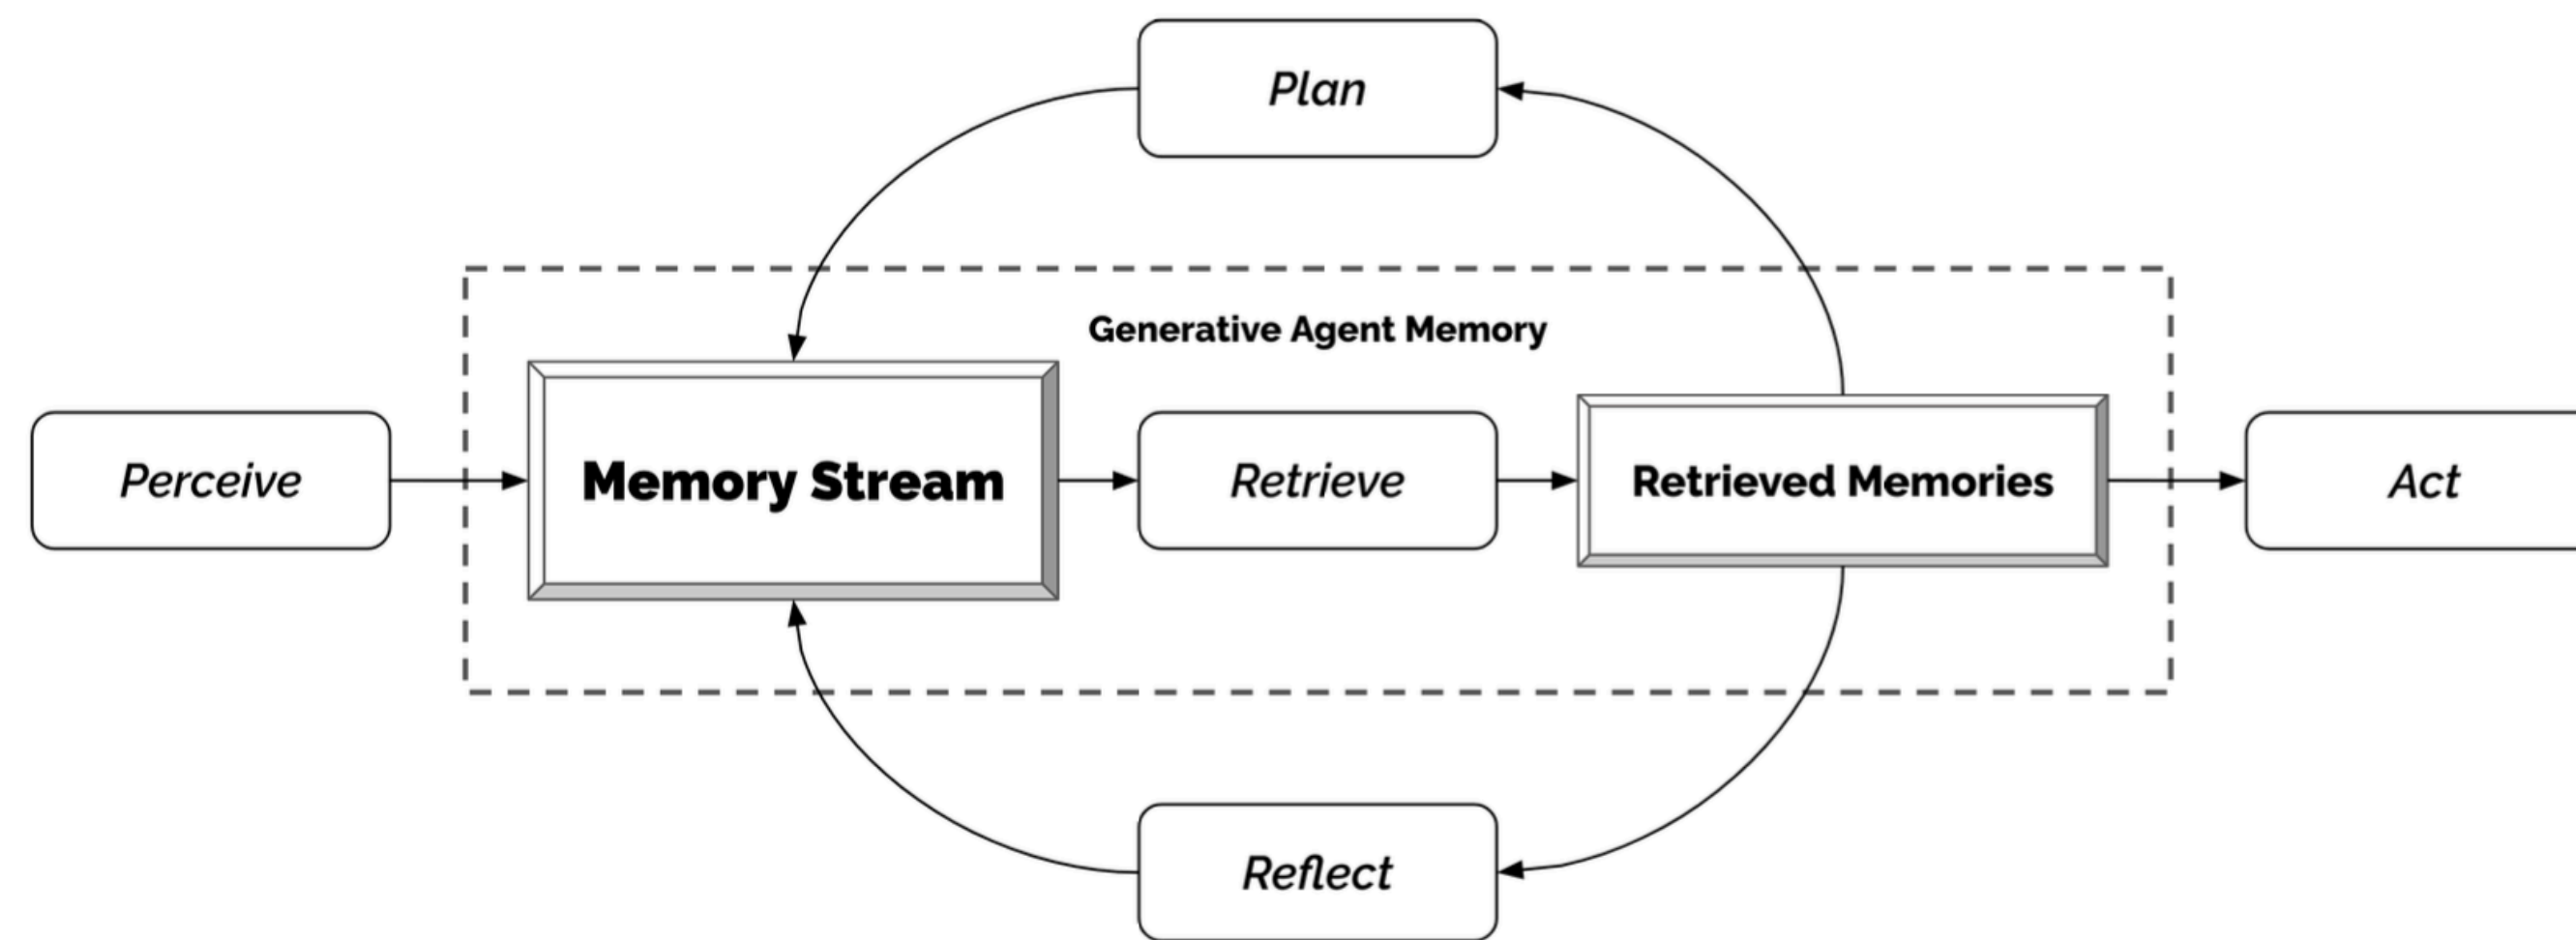 Plan
Generative Agent Memory
Perceive
Memory Stream
Retrieve
Retrieved Memories
Act
Reflect